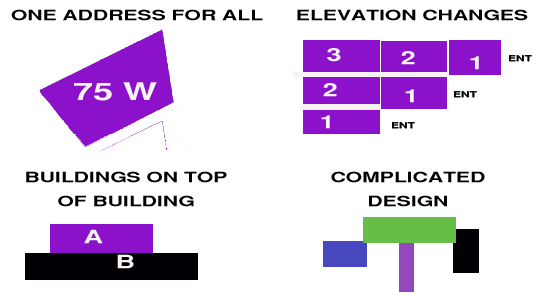 ONE ADDRESS FOR ALL
75 W
ELEVATION CHANGES
3 2 1 ENT
2 1 ENT
1 ENT
BUILDINGS ON TOP
OF BUILDING
A
B
COMPLICATED
DESIGN